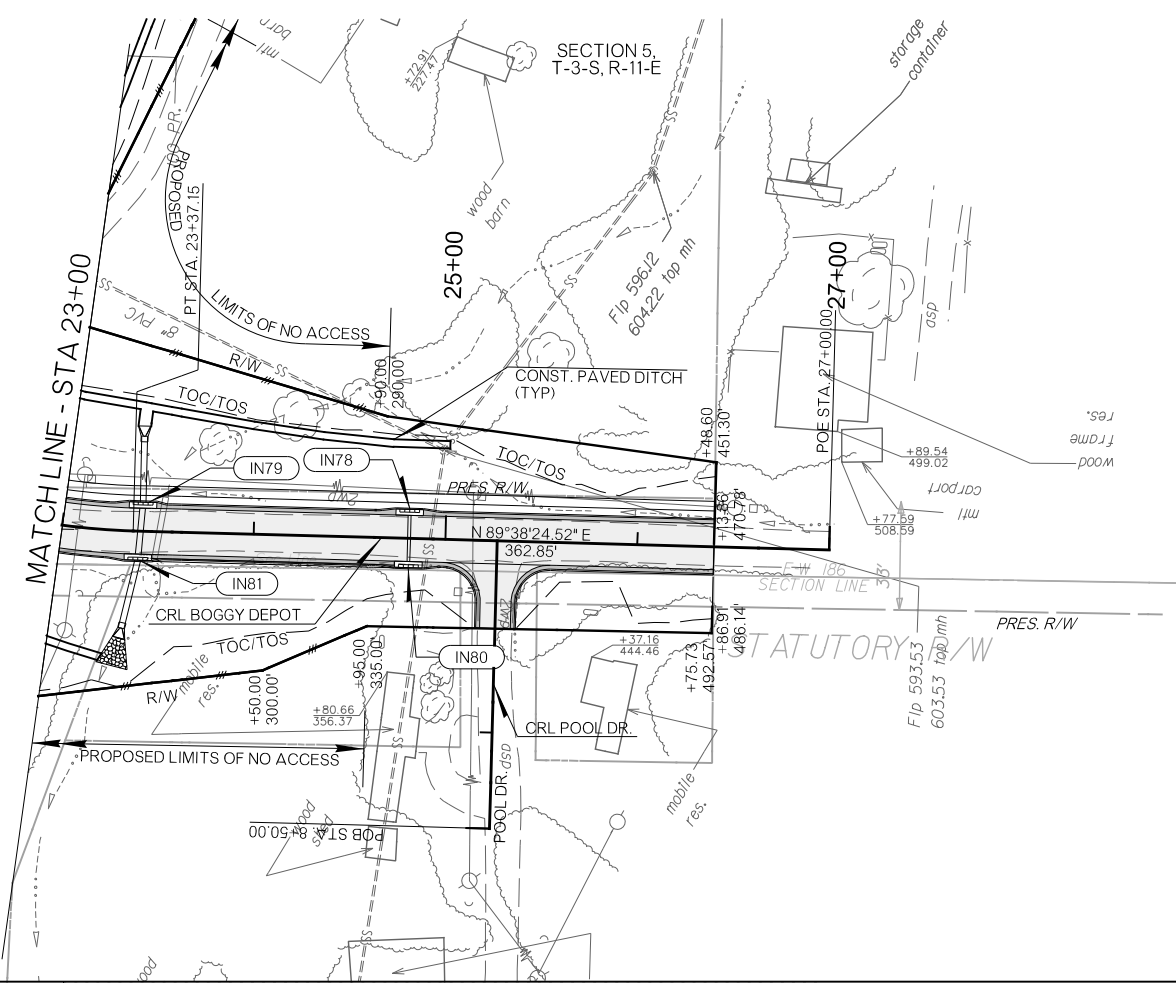 mtl
SECTION 5,
T-3-S, R-11-E
+72.91
227.47
storage
container
wood
barn
PROPOSED
PT STA. 23+37.15
MATCHLINE - STA 23+00
25+00
27+00
Flp 596.12
604.22 top mh
SS
8" PVC
LIMITS OF NO ACCESS
R/W
TOC/TOS
+90.00
290.00'
CONST. PAVED DITCH
(TYP)
asp
POE STA. 27+00.00
wood
frame
res.
+48.60
451.30'
+89.54
499.02
IN79
IN78
TOC/TOS
PRES. R/W
2wp
mtl
carport
+77.59
508.59
+13.86'
470.78'
N 89°38'24.52" E
362.85'
E-W 186
SECTION LINE
IN81
CRL BOGGY DEPOT
PRES. R/W
STATUTORY R/W
+37.16
444.46
TOC/TOS
+86.91
486.14'
+75.73
492.57'
IN80
mobile
res.
R/W
+50.00
300.00'
+95.00
335.00'
+80.66
356.37
Flp 593.53
603.53 top mh
CRL POOL DR.
PROPOSED LIMITS OF NO ACCESS
dsp
POOL DR.
mobile
res.
wood
shed
POB STA. 8+50.00
SS